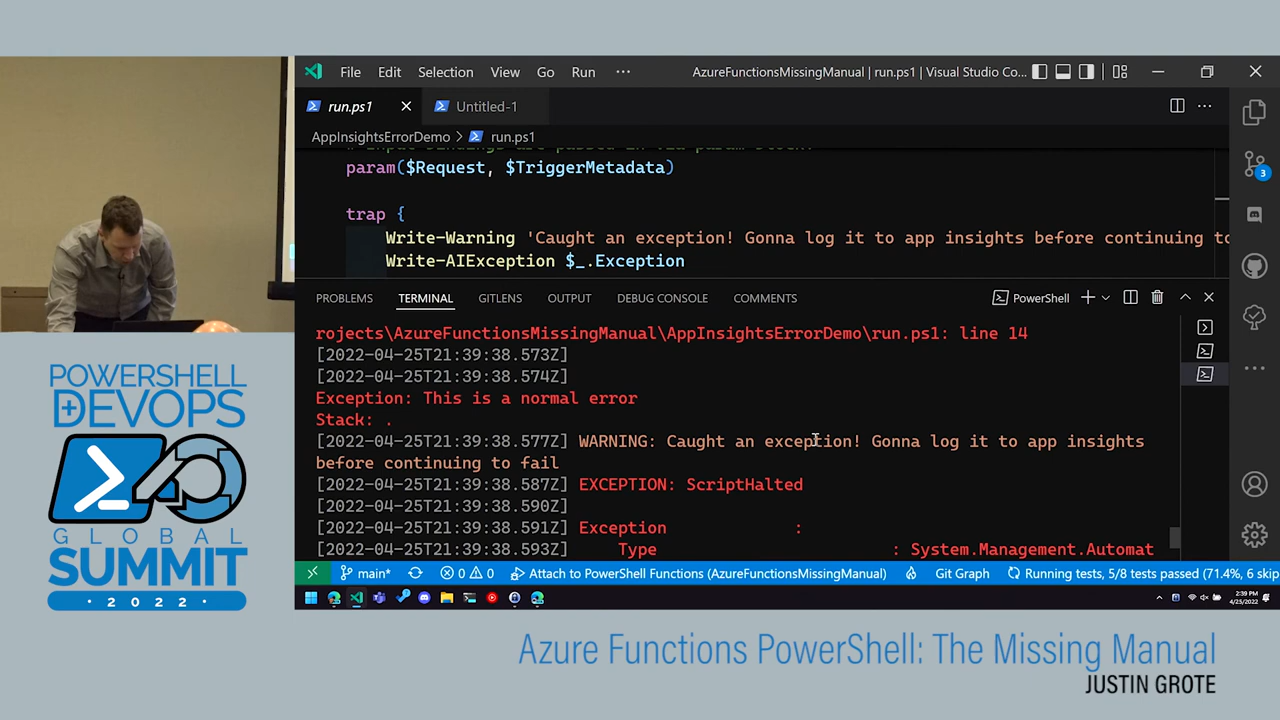 File Edit Selection View Go Run ··· AzureFunctionsMissingManual | run.ps1 | Visual Studio Co...
run.ps1 Untitled-1
AppInsightsErrorDemo > run.ps1
param($Request, $TriggerMetadata)
trap {
Write-Warning 'Caught an exception! Gonna log it to app insights before continuing to
Write-AIException $_.Exception
PROBLEMS TERMINAL GITLENS OUTPUT DEBUG CONSOLE COMMENTS PowerShell
rojects\AzureFunctionsMissingManual\AppInsightsErrorDemo\run.ps1: line 14
[2022-04-25T21:39:38.573Z]
[2022-04-25T21:39:38.574Z]
Exception: This is a normal error
Stack: .
[2022-04-25T21:39:38.577Z] WARNING: Caught an exception! Gonna log it to app insights
before continuing to fail
[2022-04-25T21:39:38.587Z] EXCEPTION: ScriptHalted
[2022-04-25T21:39:38.590Z]
[2022-04-25T21:39:38.591Z] Exception :
[2022-04-25T21:39:38.593Z] Type : System.Management.Automat
main* 0 0 Attach to PowerShell Functions (AzureFunctionsMissingManual) Git Graph Running tests, 5/8 tests passed (71.4%, 6 skip
3
2:39 PM
4/25/2022
POWERSHELL
+DEVOPS
GLOBAL
SUMMIT
· 2022 ·
Azure Functions PowerShell: The Missing Manual
JUSTIN GROTE